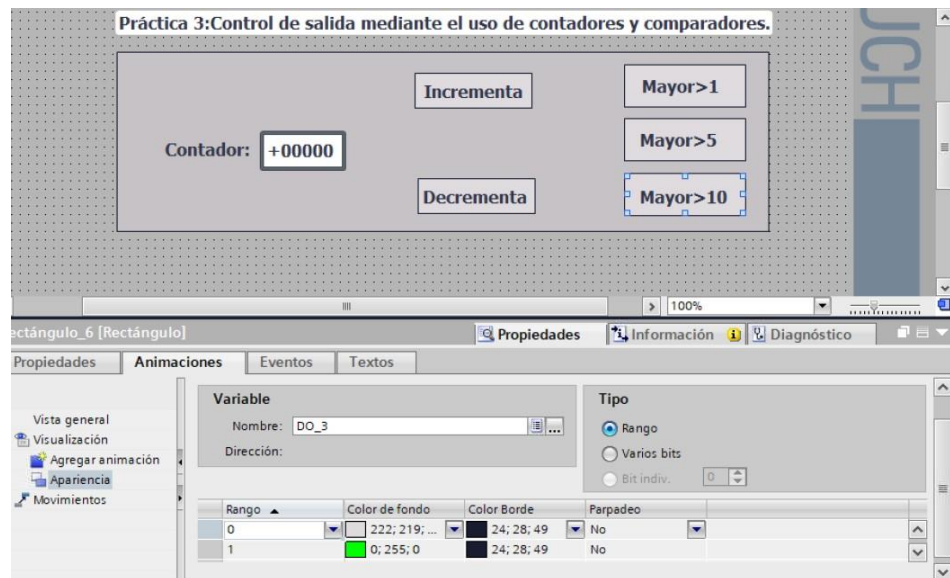 Práctica 3:Control de salida mediante el uso de contadores y comparadores.
UCH
Incrementa
Mayor>1
Contador:
+00000
Mayor>5
Decrementa
Mayor>10
100%
ectángulo_6 [Rectángulo]
Propiedades
Información
Diagnóstico
Propiedades
Animaciones
Eventos
Textos
Vista general
Visualización
Agregar animación
Apariencia
Movimientos
Variable
Nombre: DO_3
Dirección:
Tipo
Rango
Varios bits
Bit indiv. 0
Rango Color de fondo Color Borde Parpadeo
0 222; 219; ... 24; 28; 49 No
1 0; 255; 0 24; 28; 49 No